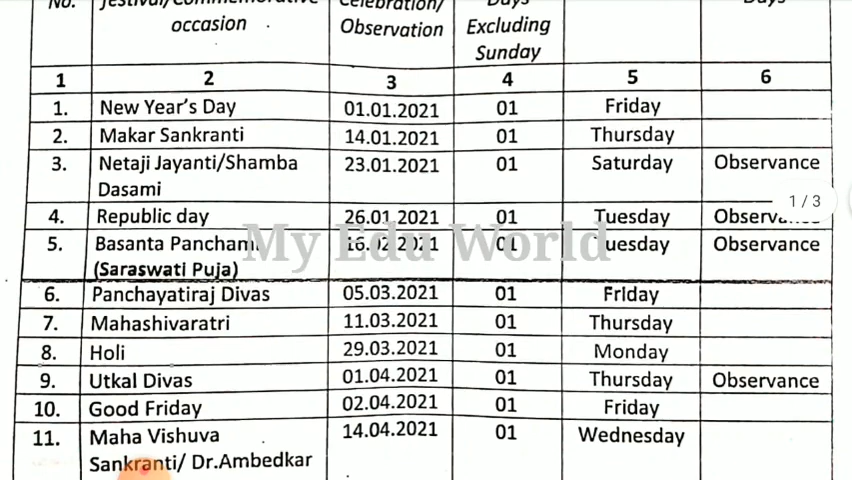 No. festival/Commemorative Celebration/ Days Days
occasion . Observation Excluding
Sunday
1 2 3 4 5 6
1. New Year's Day 01.01.2021 01 Friday
2. Makar Sankranti 14.01.2021 01 Thursday
3. Netaji Jayanti/Shamba 23.01.2021 01 Saturday Observance
Dasami
1 / 3
4. Republic day 26.01.2021 01 Tuesday Observance
My Edu World
5. Basanta Panchami 16.02.2021 01 Tuesday Observance
(Saraswati Puja)
6. Panchayatiraj Divas 05.03.2021 01 Friday
7. Mahashivaratri 11.03.2021 01 Thursday
8. Holi 29.03.2021 01 Monday
9. Utkal Divas 01.04.2021 01 Thursday Observance
10. Good Friday 02.04.2021 01 Friday
11. Maha Vishuva 14.04.2021 01 Wednesday
Sankranti/ Dr.Ambedkar